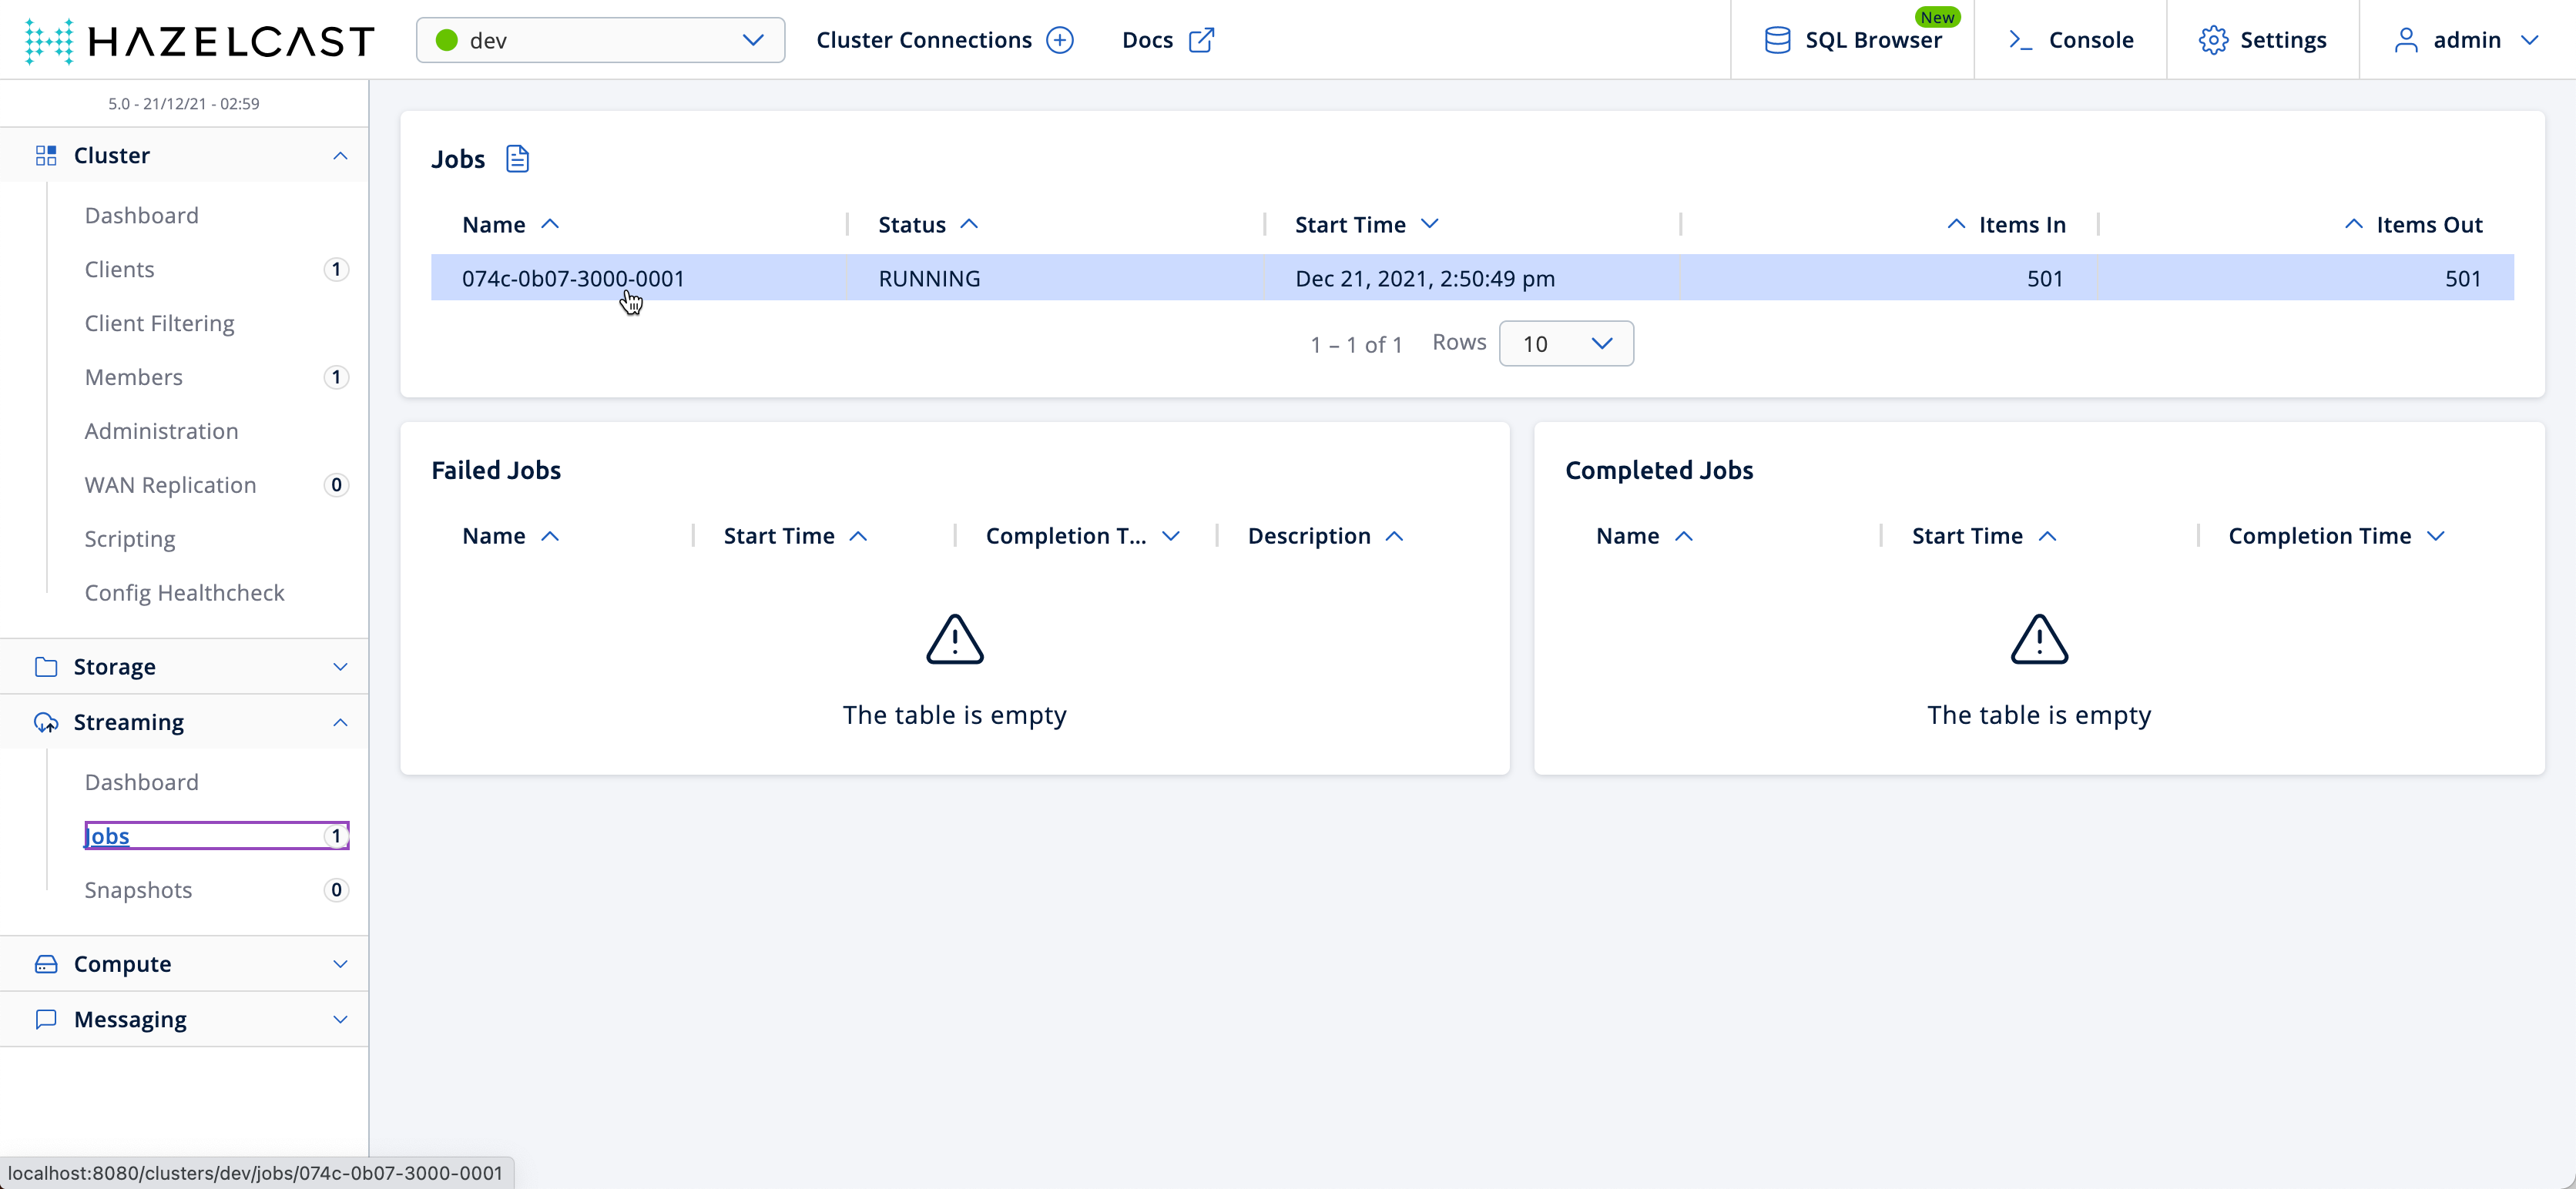 HAZELCAST
dev
Cluster Connections
Docs
SQL Browser
New
Console
Settings
admin
5.0 - 21/12/21 - 02:59
Cluster
Dashboard
Clients 1
Client Filtering
Members 1
Administration
WAN Replication 0
Scripting
Config Healthcheck
Storage
Streaming
Dashboard
Jobs 1
Snapshots 0
Compute
Messaging
Jobs
Name Status Start Time Items In Items Out
074c-0b07-3000-0001 RUNNING Dec 21, 2021, 2:50:49 pm 501 501
1 – 1 of 1 Rows 10
Failed Jobs
Name Start Time Completion T... Description
The table is empty
Completed Jobs
Name Start Time Completion Time
The table is empty
localhost:8080/clusters/dev/jobs/074c-0b07-3000-0001